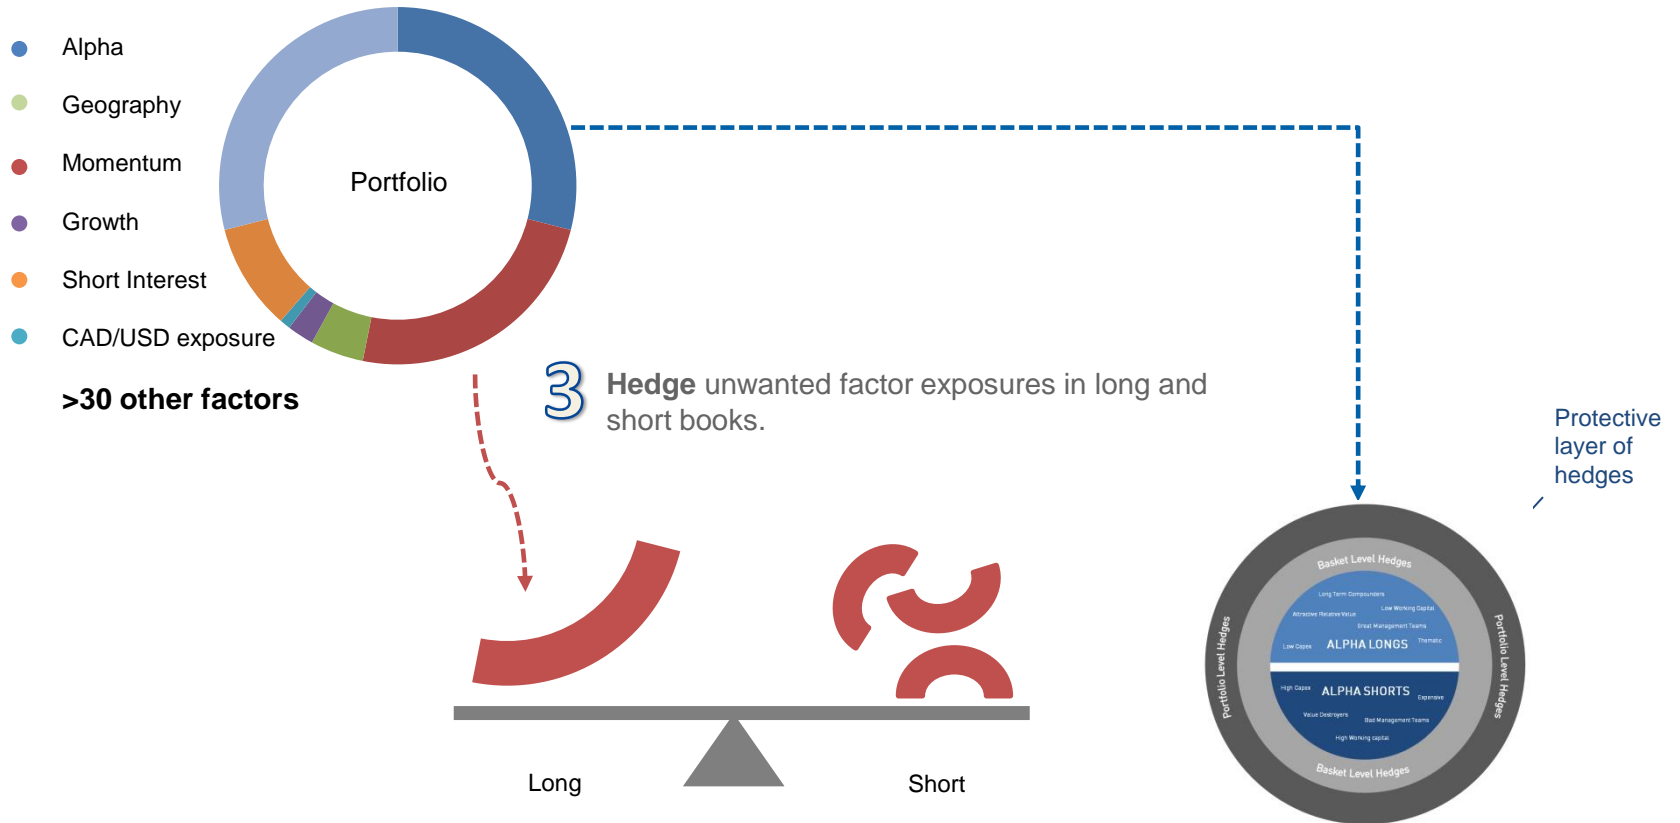 Alpha
Geography
Momentum
Growth
Short Interest
CAD/USD exposure
>30 other factors
Portfolio
3
Hedge unwanted factor exposures in long and
short books.
Long
Short
Protective
layer of
hedges
Portfolio Level Hedges
Basket Level Hedges
Long Term Compounders
Low Working Capital
Attractive Relative Value
Great Management Teams
Thematic
Low Capex
ALPHA LONGS
High Capex
ALPHA SHORTS
Expensive
Value Destroyers
Bad Management Teams
High Working capital
Basket Level Hedges
Portfolio Level Hedges